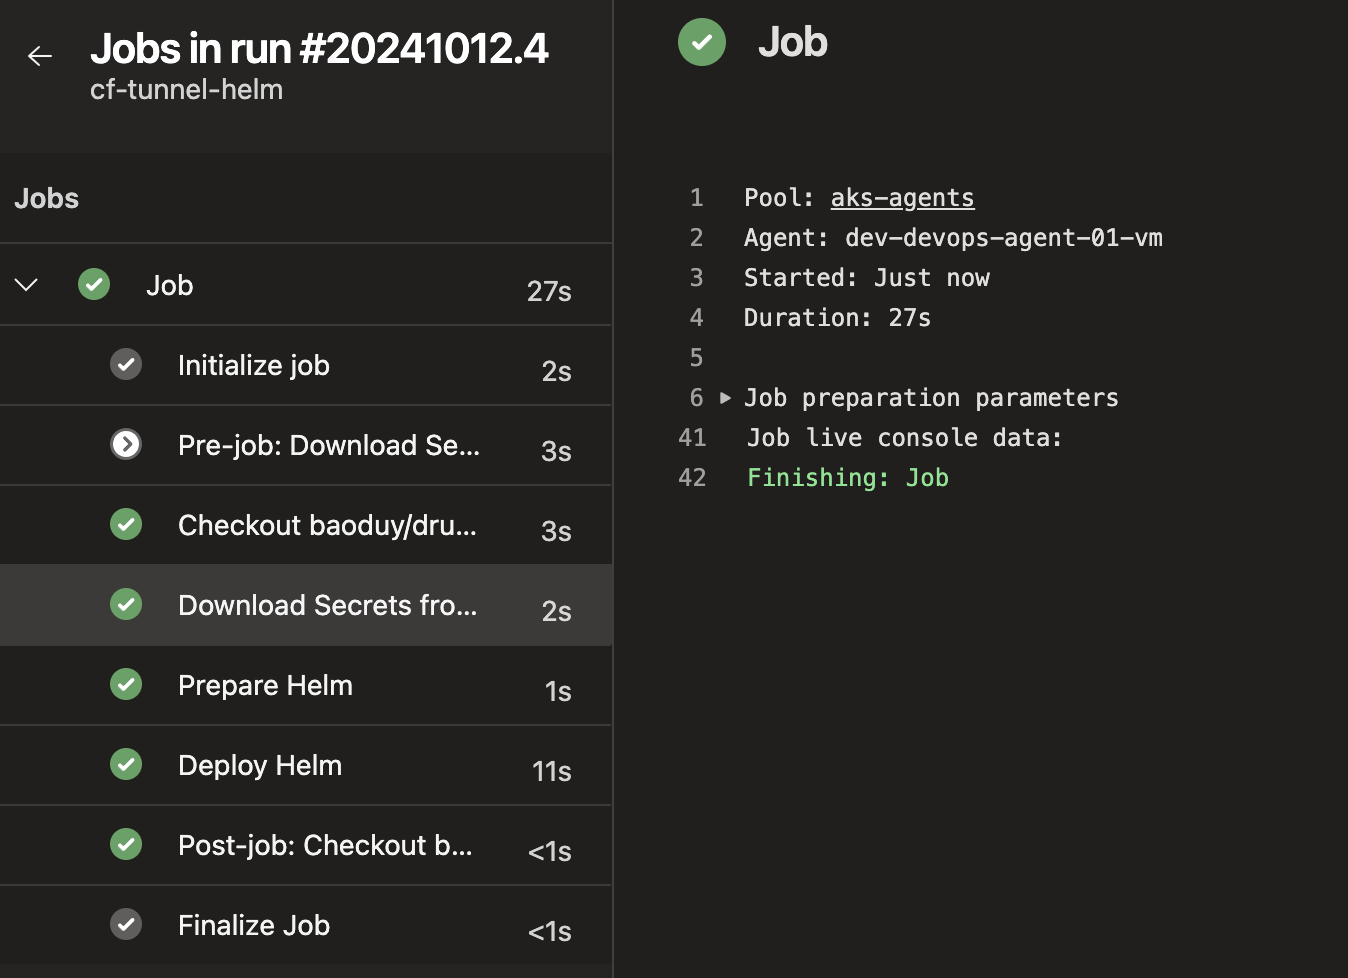 Jobs in run #20241012.4
cf-tunnel-helm
Jobs
Job 27s
Initialize job 2s
Pre-job: Download Se... 3s
Checkout baoduy/dru... 3s
Download Secrets fro... 2s
Prepare Helm 1s
Deploy Helm 11s
Post-job: Checkout b... <1s
Finalize Job <1s
Job
1 Pool: aks-agents
2 Agent: dev-devops-agent-01-vm
3 Started: Just now
4 Duration: 27s
5
6 Job preparation parameters
41 Job live console data:
42 Finishing: Job